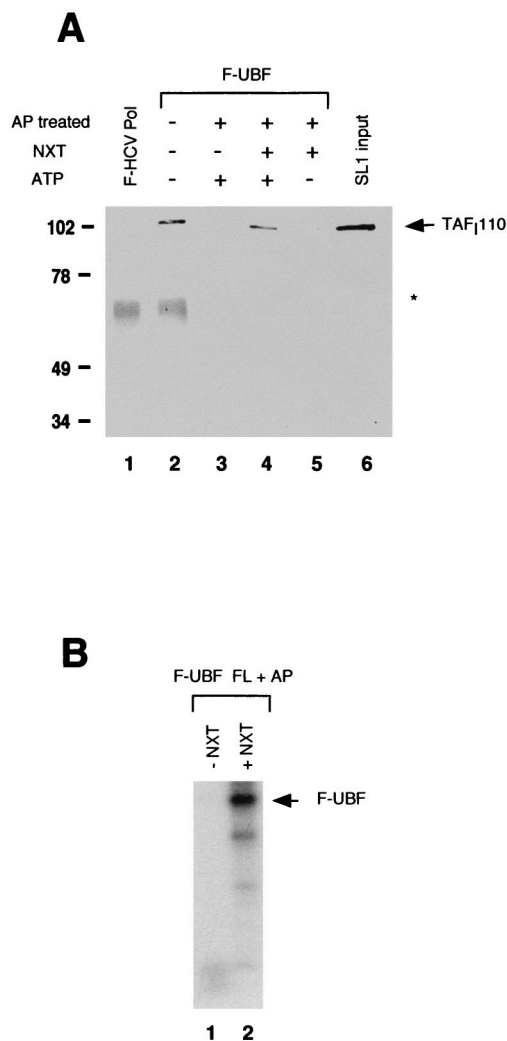 A
F-UBF
AP treated - + + +
NXT - - + +
ATP - + + -
F-HCV Pol
SL1 input
102
TAFI110
78
*
49
34
1 2 3 4 5 6
B
F-UBF FL + AP
- NXT
+ NXT
F-UBF
1 2